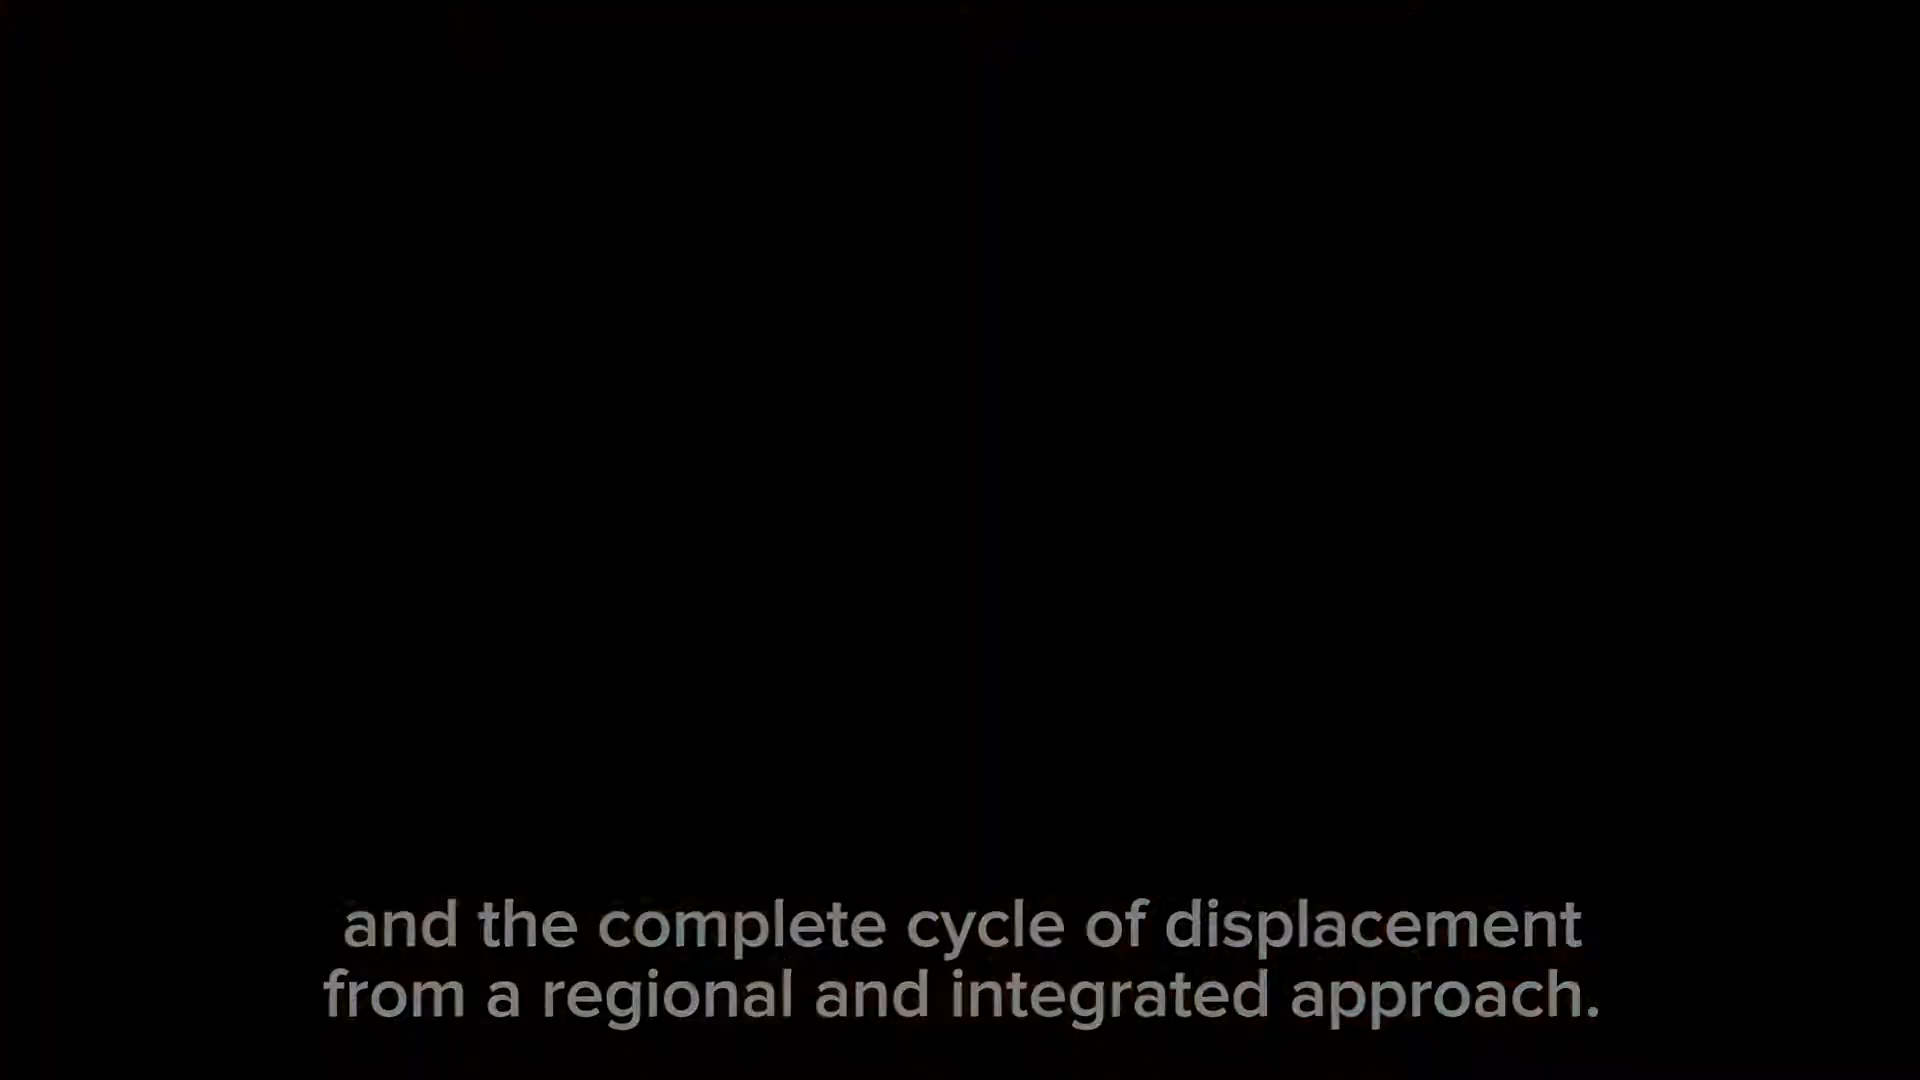 and the complete cycle of displacement
from a regional and integrated approach.